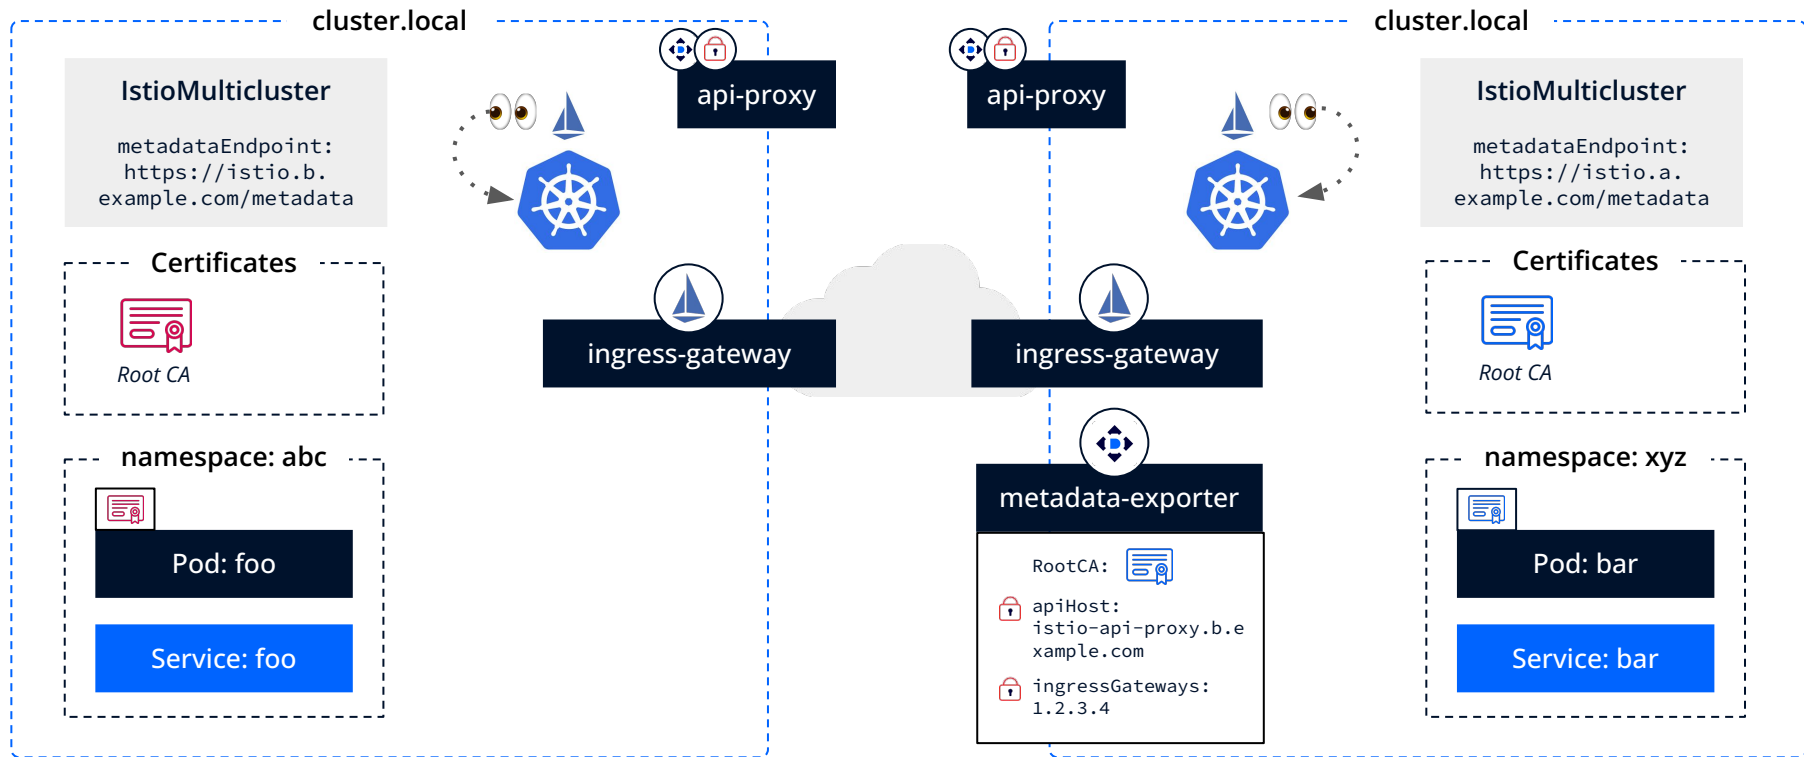 cluster.local
IstioMulticluster
metadataEndpoint:
https://istio.b.
example.com/metadata
api-proxy
Certificates
Root CA
ingress-gateway
namespace: abc
Pod: foo
Service: foo
cluster.local
api-proxy
IstioMulticluster
metadataEndpoint:
https://istio.a.
example.com/metadata
ingress-gateway
Certificates
Root CA
metadata-exporter
RootCA:
apiHost:
istio-api-proxy.b.e
xample.com
ingressGateways:
1.2.3.4
namespace: xyz
Pod: bar
Service: bar